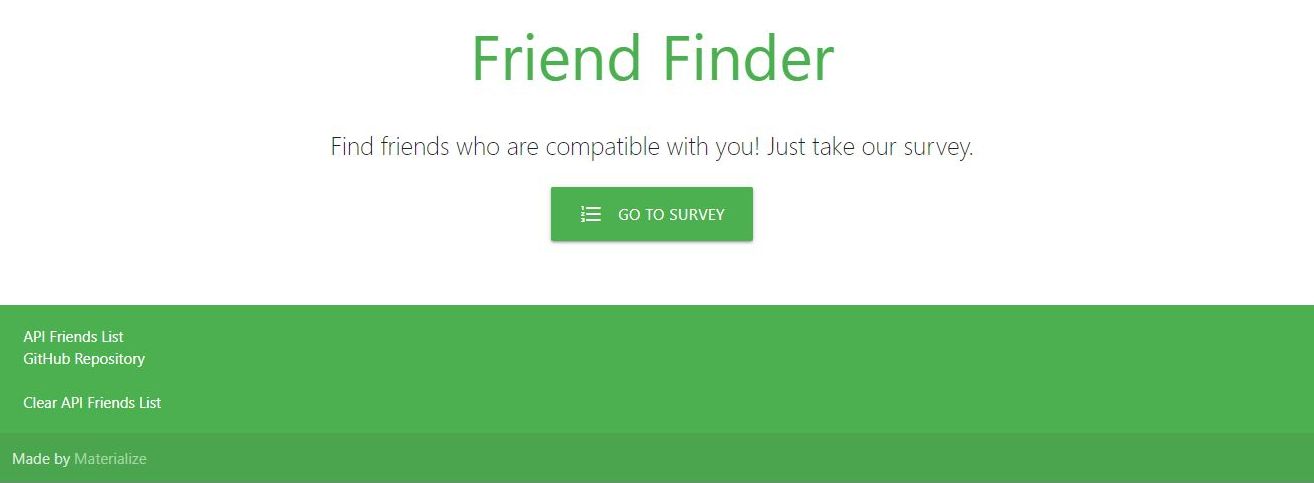 Friend Finder
Find friends who are compatible with you! Just take our survey.
GO TO SURVEY
API Friends List
GitHub Repository
Clear API Friends List
Made by Materialize